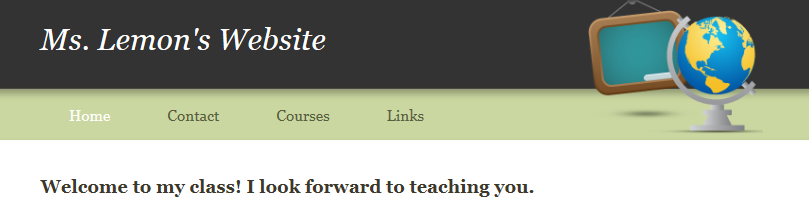 Ms. Lemon's Website
Home Contact Courses Links
Welcome to my class! I look forward to teaching you.